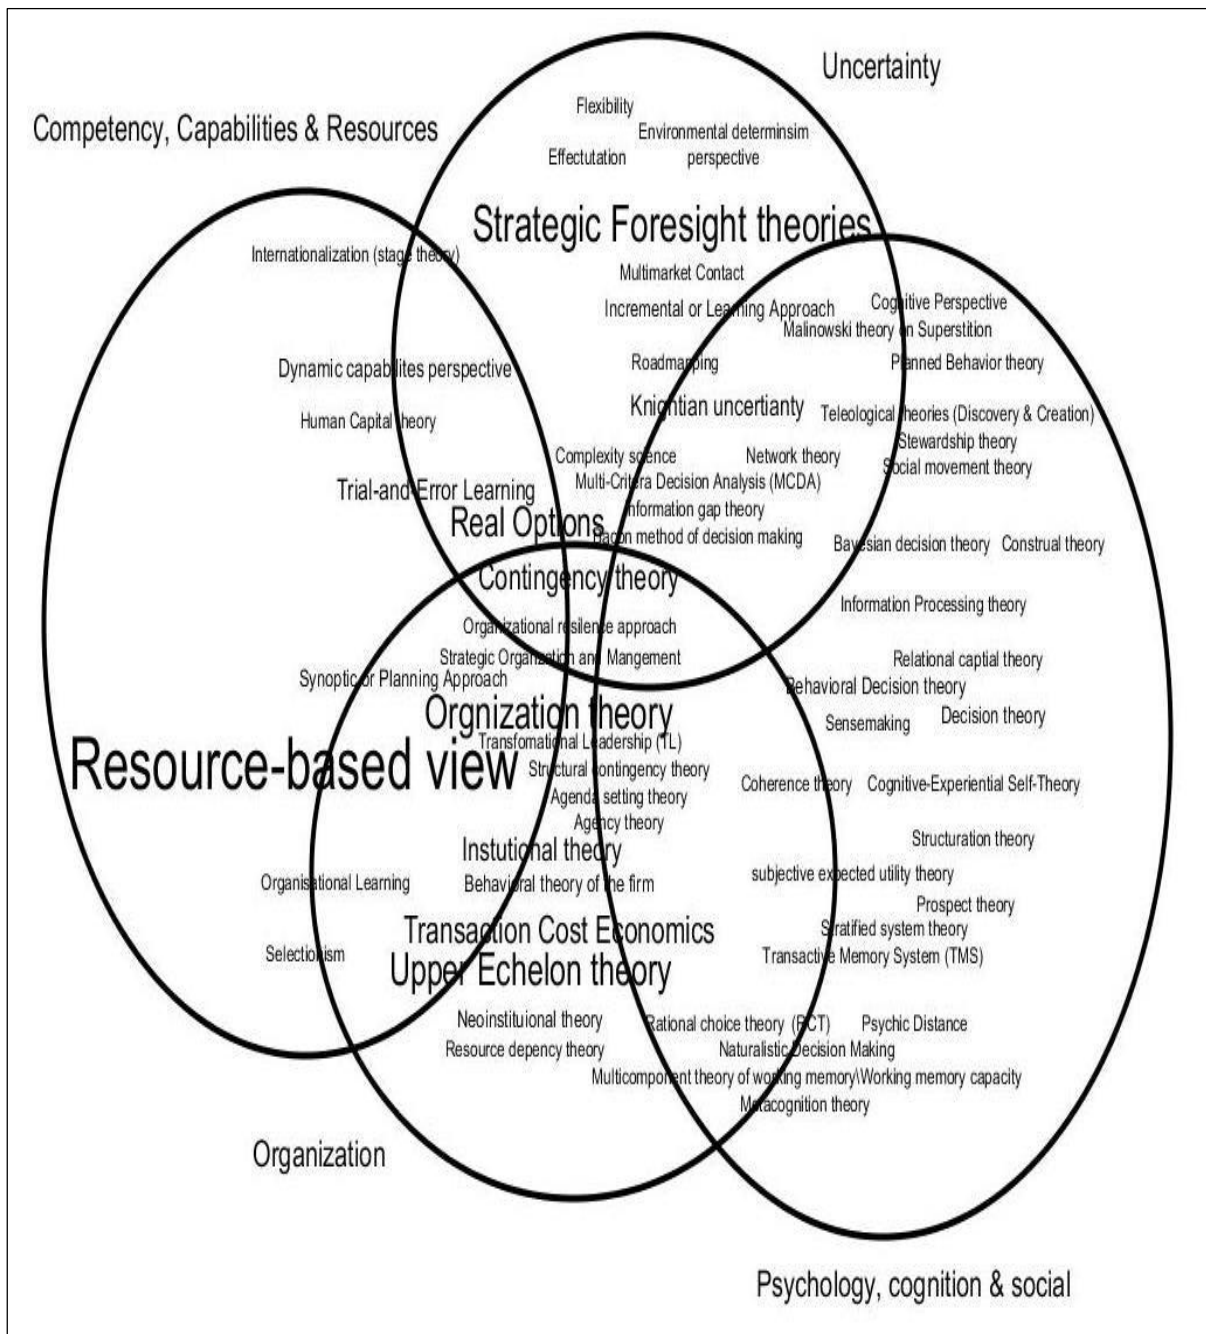 Uncertainty
Competency, Capabilities & Resources
Flexibility
Environmental determinsim
perspective
Effectutation
Strategic Foresight theories
Internationalization (stage theory)
Multimarket Contact
Incremental or Learning Approach
Cognitive Perspective
Malinowski theory on Superstition
Dynamic capabilites perspective
Roadmapping
Planned Behavior theory
Human Capital theory
Knightian uncertianty
Teleological theories (Discovery & Creation)
Stewardship theory
Complexity science
Network theory
Social movement theory
Trial-and-Error Learning
Multi-Critera Decision Analysis (MCDA)
Information gap theory
Real Options
Bacon method of decision making
Bayesian decision theory
Construal theory
Contingency theory
Information Processing theory
Organizational resilence approach
Strategic Organization and Mangement
Relational captial theory
Synoptic or Planning Approach
Behavioral Decision theory
Orgnization theory
Sensemaking
Decision theory
Transfomational Leadership (TL)
Resource-based view
Structural contingency theory
Coherence theory
Cognitive-Experiential Self-Theory
Agenda setting theory
Agency theory
Structuration theory
Instutional theory
Organisational Learning
Behavioral theory of the firm
subjective expected utility theory
Prospect theory
Transaction Cost Economics
Stratified system theory
Selectionism
Upper Echelon theory
Transactive Memory System (TMS)
Neoinstituional theory
Rational choice theory (RCT)
Psychic Distance
Resource depency theory
Naturalistic Decision Making
Multicomponent theory of working memory\Working memory capacity
Metacognition theory
Organization
Psychology, cognition & social